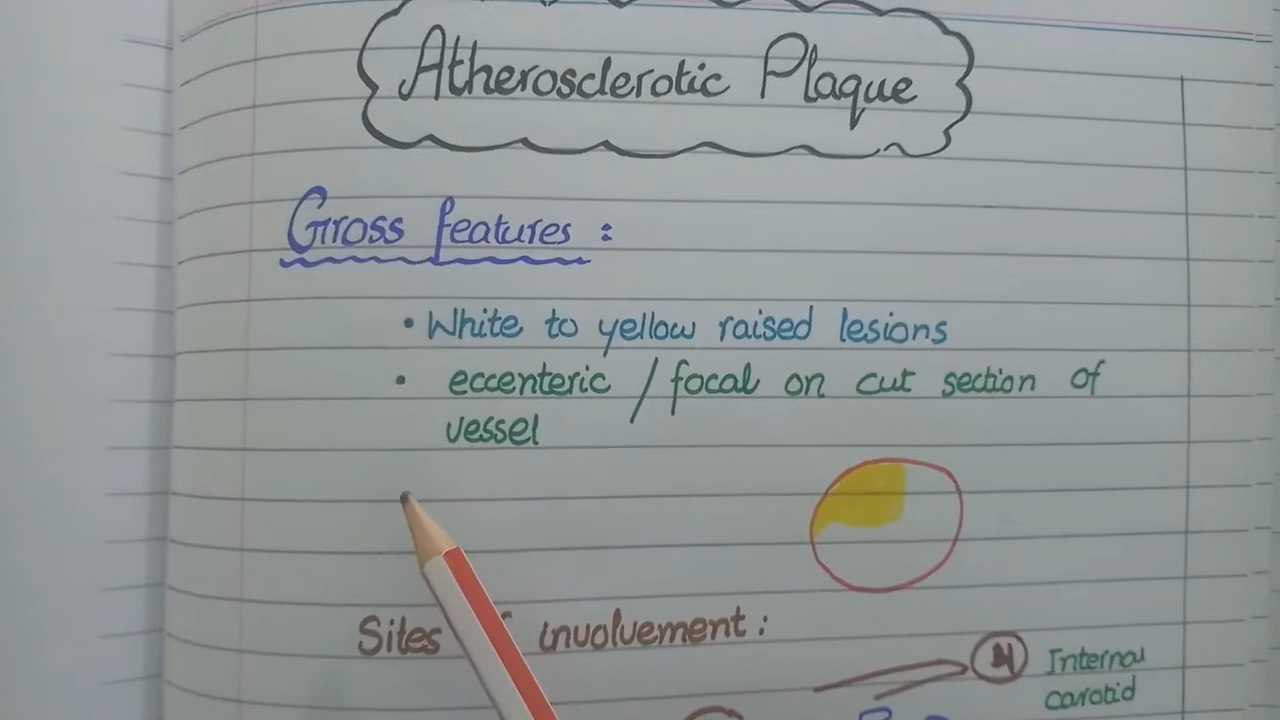 Atherosclerotic Plaque
Gross features :
• White to yellow raised lesions
• eccenteric / focal on cut section of
vessel
Sites involvement :
4 Internal
carotid